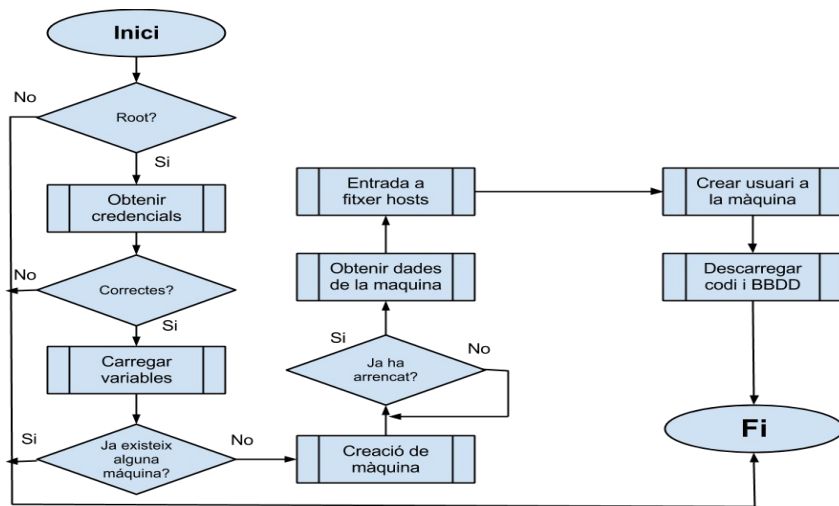 Inici
No
Root?
Si
Obtenir
credencials
No
Correctes?
Si
Carregar
variables
Si
Ja existeix
alguna
máquina?
No
Creació de
màquina
Ja ha
arrencat?
No
Si
Obtenir dades
de la maquina
Entrada a
fitxer hosts
Crear usuari a
la màquina
Descarregar
codi i BBDD
Fi